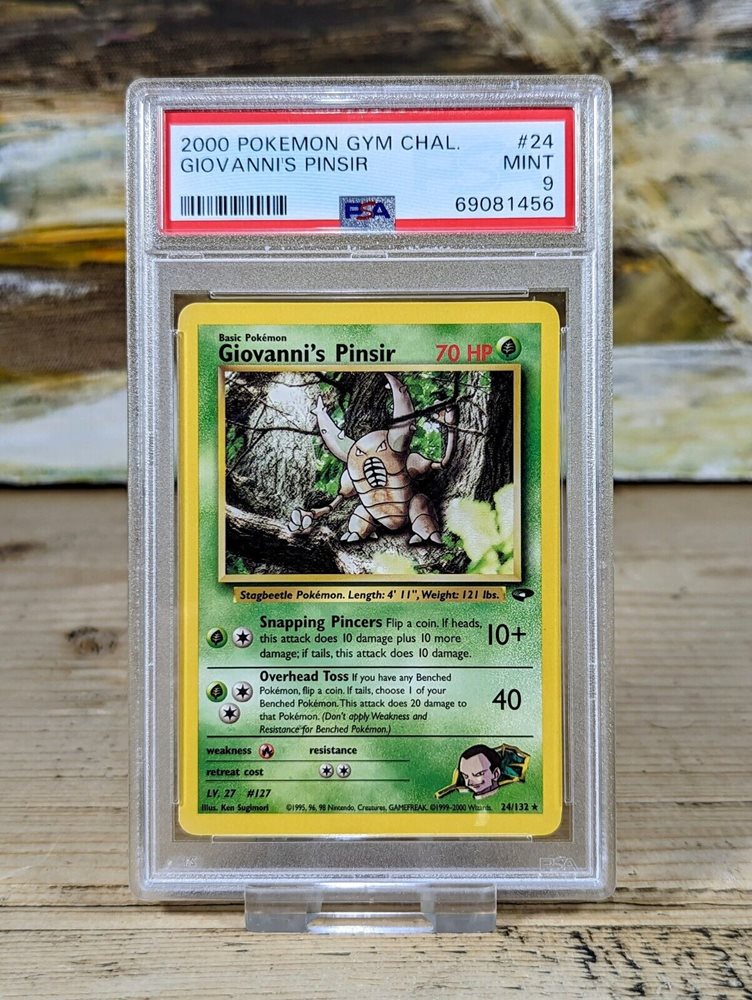 2000 POKEMON GYM CHAL. #24
GIOVANNI'S PINSIR MINT
9
PSA 69081456
Basic Pokémon
Giovanni's Pinsir 70 HP
Stagbeetle Pokémon. Length: 4' 11", Weight: 121 lbs.
Snapping Pincers Flip a coin. If heads,
this attack does 10 damage plus 10 more
damage; if tails, this attack does 10 damage.
10+
Overhead Toss If you have any Benched
Pokémon, flip a coin. If tails, choose 1 of your
Benched Pokémon. This attack does 20 damage to
that Pokémon. (Don't apply Weakness and
Resistance for Benched Pokémon.)
40
weakness resistance
retreat cost
LV. 27 #127
Illus. Ken Sugimori ©1995, 96, 98 Nintendo, Creatures, GAMEFREAK. ©1999-2000 Wizards. 24/132 ★
PSA